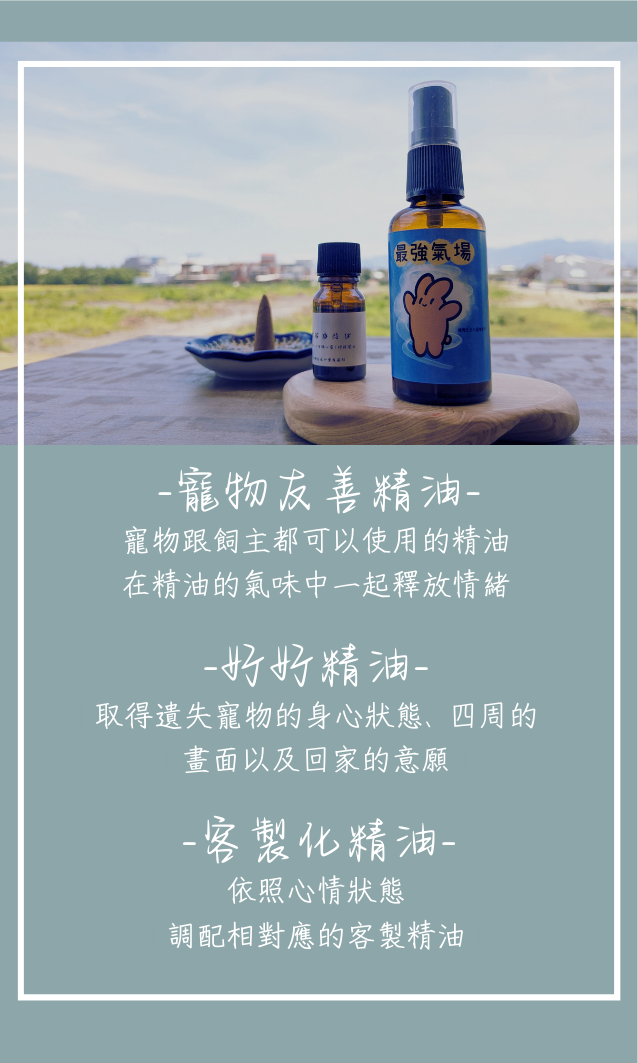 最強氣場
-寵物友善精油-
寵物跟飼主都可以使用的精油
在精油的氣味中一起釋放情緒
-好好精油-
取得遺失寵物的身心狀態、四周的
畫面以及回家的意願
-客製化精油-
依照心情狀態
調配相對應的客製精油